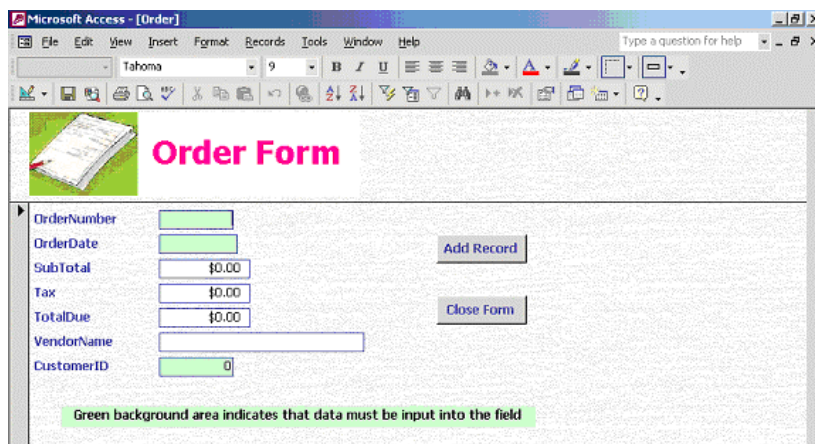 Microsoft Access - [Order]
File Edit View Insert Format Records Tools Window Help Type a question for help
Tahoma 9 B I U A
Order Form
OrderNumber
OrderDate
Add Record
SubTotal $0.00
Tax $0.00
Close Form
TotalDue $0.00
VendorName
CustomerID 0
Green background area indicates that data must be input into the field